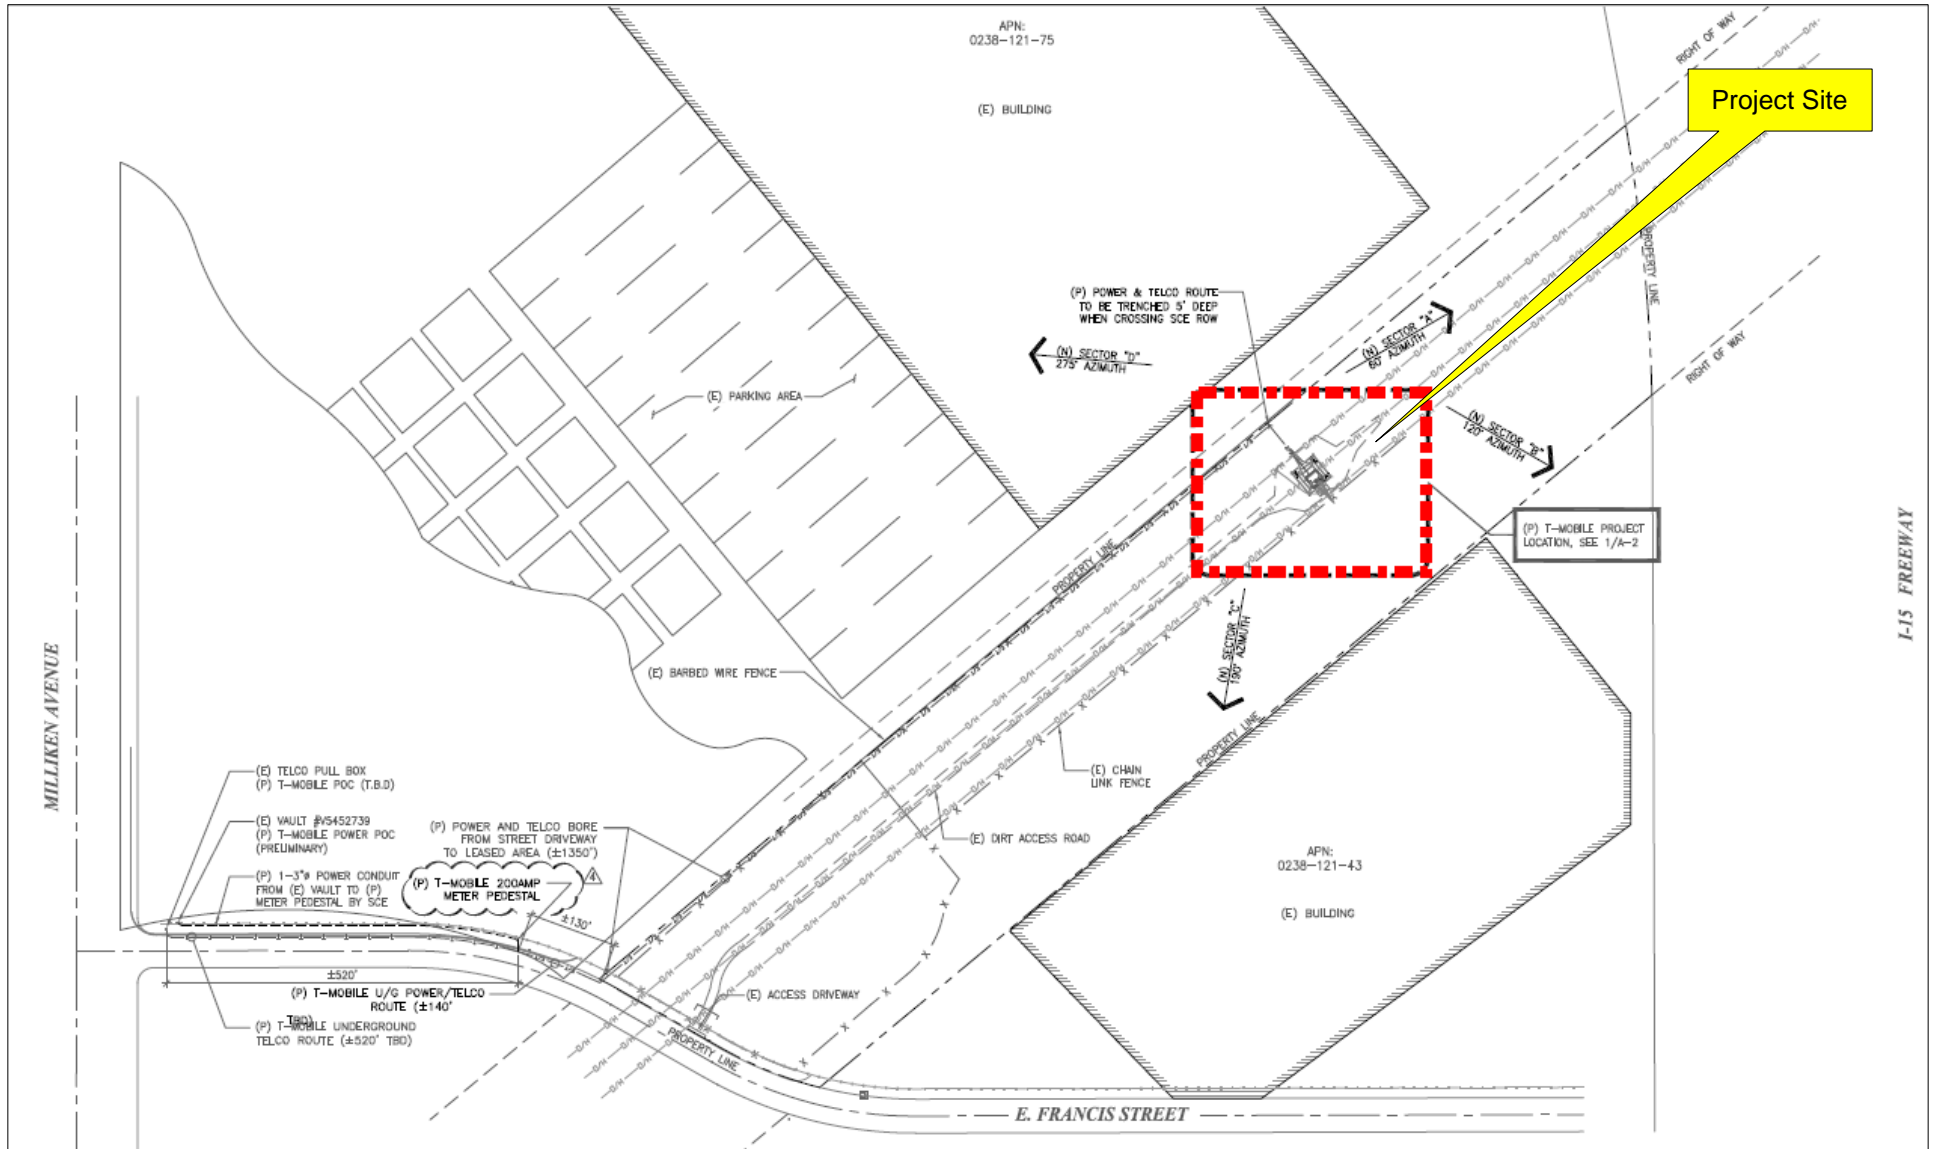 APN:
0238-121-75
(E) BUILDING
RIGHT OF WAY
Project Site
PROPERTY LINE
RIGHT OF WAY
(P) POWER & TELCO ROUTE
TO BE TRENCHED 5' DEEP
WHEN CROSSING SCE ROW
(N) SECTOR "A"
60° AZIMUTH
(N) SECTOR "D"
275° AZIMUTH
(E) PARKING AREA
(N) SECTOR "B"
120° AZIMUTH
(P) T-MOBILE PROJECT
LOCATION, SEE 1/A-2
I-15 FREEWAY
PROPERTY LINE
(N) SECTOR "C"
190° AZIMUTH
(E) BARBED WIRE FENCE
PROPERTY LINE
MILLIKEN AVENUE
(E) TELCO PULL BOX
(P) T-MOBILE POC (T.B.D)
(E) CHAIN
LINK FENCE
(E) VAULT #V5452739
(P) T-MOBILE POWER POC
(PRELIMINARY)
(P) POWER AND TELCO BORE
FROM STREET DRIVEWAY
TO LEASED AREA (±1350')
(E) DIRT ACCESS ROAD
APN:
0238-121-43
(E) BUILDING
(P) 1-3"ø POWER CONDUIT
FROM (E) VAULT TO (P)
METER PEDESTAL BY SCE
(P) T-MOBILE 200AMP
METER PEDESTAL
4
±130'
±520'
(P) T-MOBILE U/G POWER/TELCO
ROUTE (±140'
TBD)
(P) T-MOBILE UNDERGROUND
TELCO ROUTE (±520' TBD)
(E) ACCESS DRIVEWAY
PROPERTY LINE
E. FRANCIS STREET